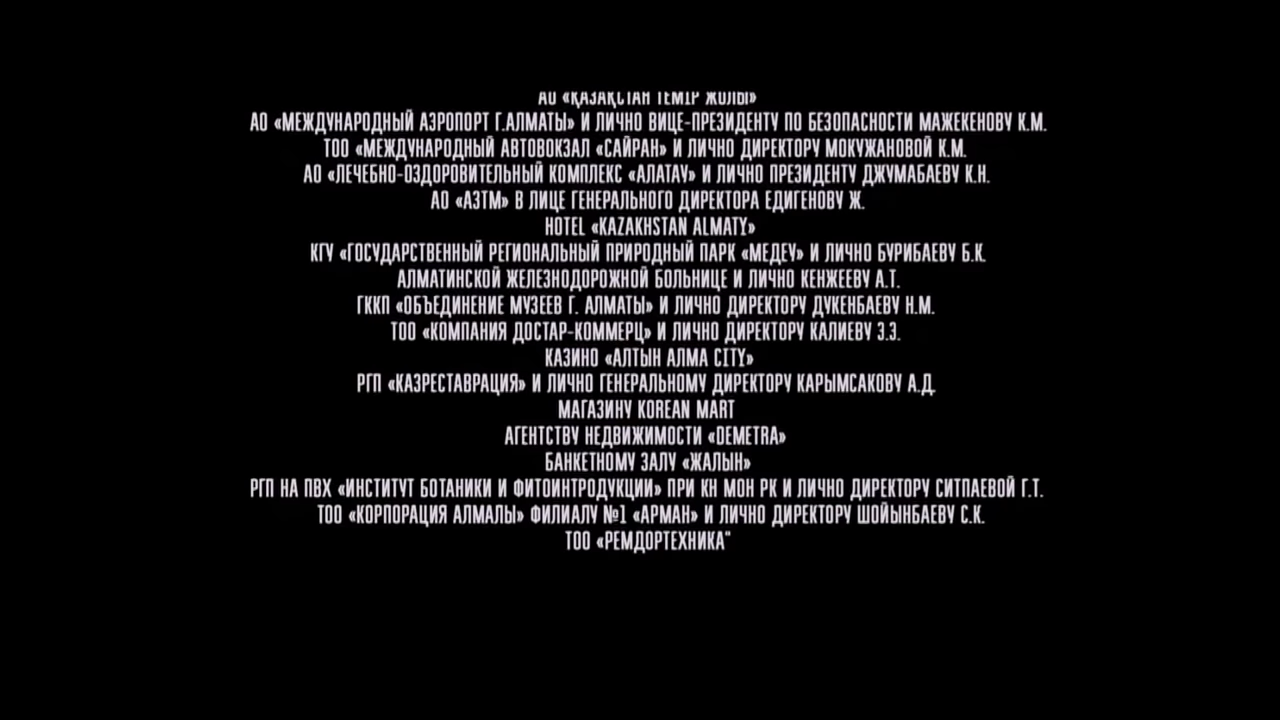 АО «ҚАЗАҚСТАН ТЕМІР ЖОЛЫ»
АО «МЕЖДУНАРОДНЫЙ АЭРОПОРТ Г.АЛМАТЫ» И ЛИЧНО ВИЦЕ-ПРЕЗИДЕНТУ ПО БЕЗОПАСНОСТИ МАЖЕКЕНОВУ К.М.
ТОО «МЕЖДУНАРОДНЫЙ АВТОВОКЗАЛ «САЙРАН» И ЛИЧНО ДИРЕКТОРУ МОКУЖАНОВОЙ К.М.
АО «ЛЕЧЕБНО-ОЗДОРОВИТЕЛЬНЫЙ КОМПЛЕКС «АЛАТАУ» И ЛИЧНО ПРЕЗИДЕНТУ ДЖУМАБАЕВУ К.Н.
АО «АЗТМ» В ЛИЦЕ ГЕНЕРАЛЬНОГО ДИРЕКТОРА ЕДИГЕНОВУ Ж.
HOTEL «KAZAKHSTAN ALMATY»
КГУ «ГОСУДАРСТВЕННЫЙ РЕГИОНАЛЬНЫЙ ПРИРОДНЫЙ ПАРК «МЕДЕУ» И ЛИЧНО БУРИБАЕВУ Б.К.
АЛМАТИНСКОЙ ЖЕЛЕЗНОДОРОЖНОЙ БОЛЬНИЦЕ И ЛИЧНО КЕНЖЕЕВУ А.Т.
ГККП «ОБЪЕДИНЕНИЕ МУЗЕЕВ Г. АЛМАТЫ» И ЛИЧНО ДИРЕКТОРУ ДУКЕНБАЕВУ Н.М.
ТОО «КОМПАНИЯ ДОСТАР-КОММЕРЦ» И ЛИЧНО ДИРЕКТОРУ КАЛИЕВУ З.З.
КАЗИНО «АЛТЫН АЛМА CITY»
РГП «КАЗРЕСТАВРАЦИЯ» И ЛИЧНО ГЕНЕРАЛЬНОМУ ДИРЕКТОРУ КАРЫМСАКОВУ А.Д.
МАГАЗИНУ KOREAN MART
АГЕНТСТВУ НЕДВИЖИМОСТИ «DEMETRA»
БАНКЕТНОМУ ЗАЛУ «ЖАЛЫН»
РГП НА ПВХ «ИНСТИТУТ БОТАНИКИ И ФИТОИНТРОДУКЦИИ» ПРИ КН МОН РК И ЛИЧНО ДИРЕКТОРУ СИТПАЕВОЙ Г.Т.
ТОО «КОРПОРАЦИЯ АЛМАЛЫ» ФИЛИАЛУ №1 «АРМАН» И ЛИЧНО ДИРЕКТОРУ ШОЙЫНБАЕВУ С.К.
ТОО «РЕМДОРТЕХНИКА"